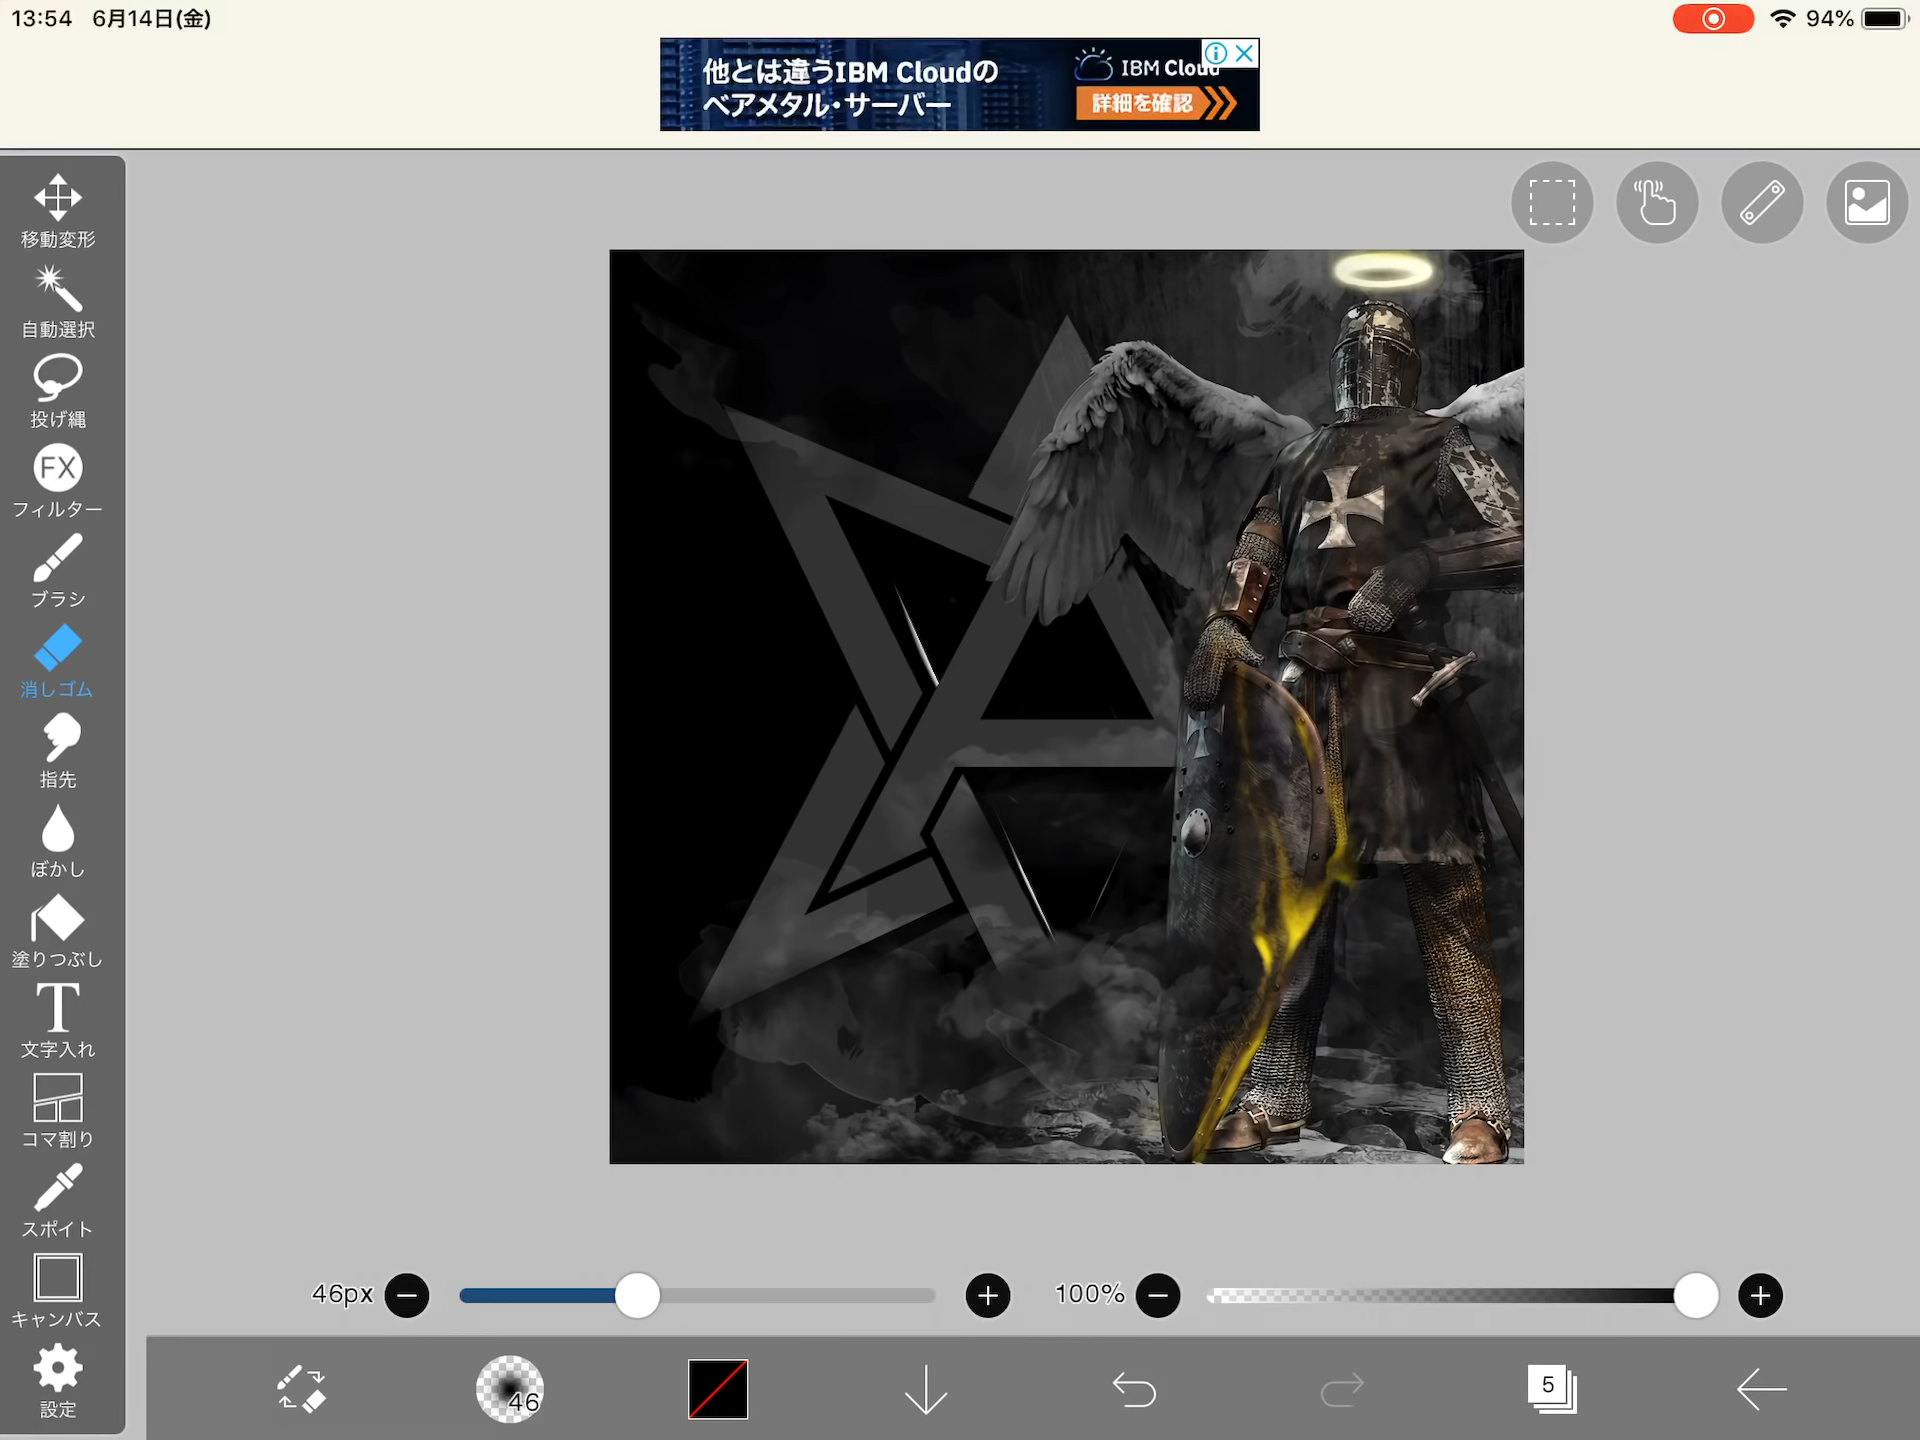 13:54 6月14日(金)
94%
他とは違うIBM Cloudの
ベアメタル・サーバー
IBM Cloud
詳細を確認
移動変形
自動選択
投げ縄
FX
フィルター
ブラシ
消しゴム
指先
ぼかし
塗りつぶし
T
文字入れ
コマ割り
スポイト
キャンバス
設定
46px
100%
46
5